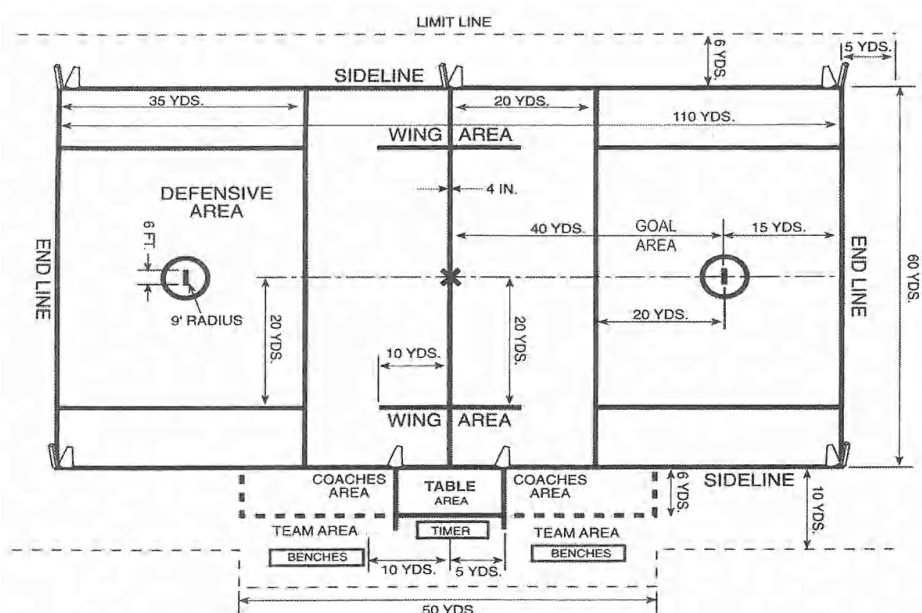 LIMIT LINE
6 YDS.
5 YDS.
SIDELINE
35 YDS.
20 YDS.
110 YDS.
WING AREA
DEFENSIVE
AREA
4 IN.
40 YDS.
GOAL
AREA
15 YDS.
6 FT.
END LINE
END LINE
60 YDS.
9' RADIUS
20 YDS.
20 YDS.
20 YDS.
10 YDS.
WING AREA
COACHES
AREA
TABLE
AREA
COACHES
AREA
6 YDS.
SIDELINE
10 YDS.
TEAM AREA
TIMER
TEAM AREA
BENCHES
BENCHES
10 YDS.
5 YDS.
50 YDS.